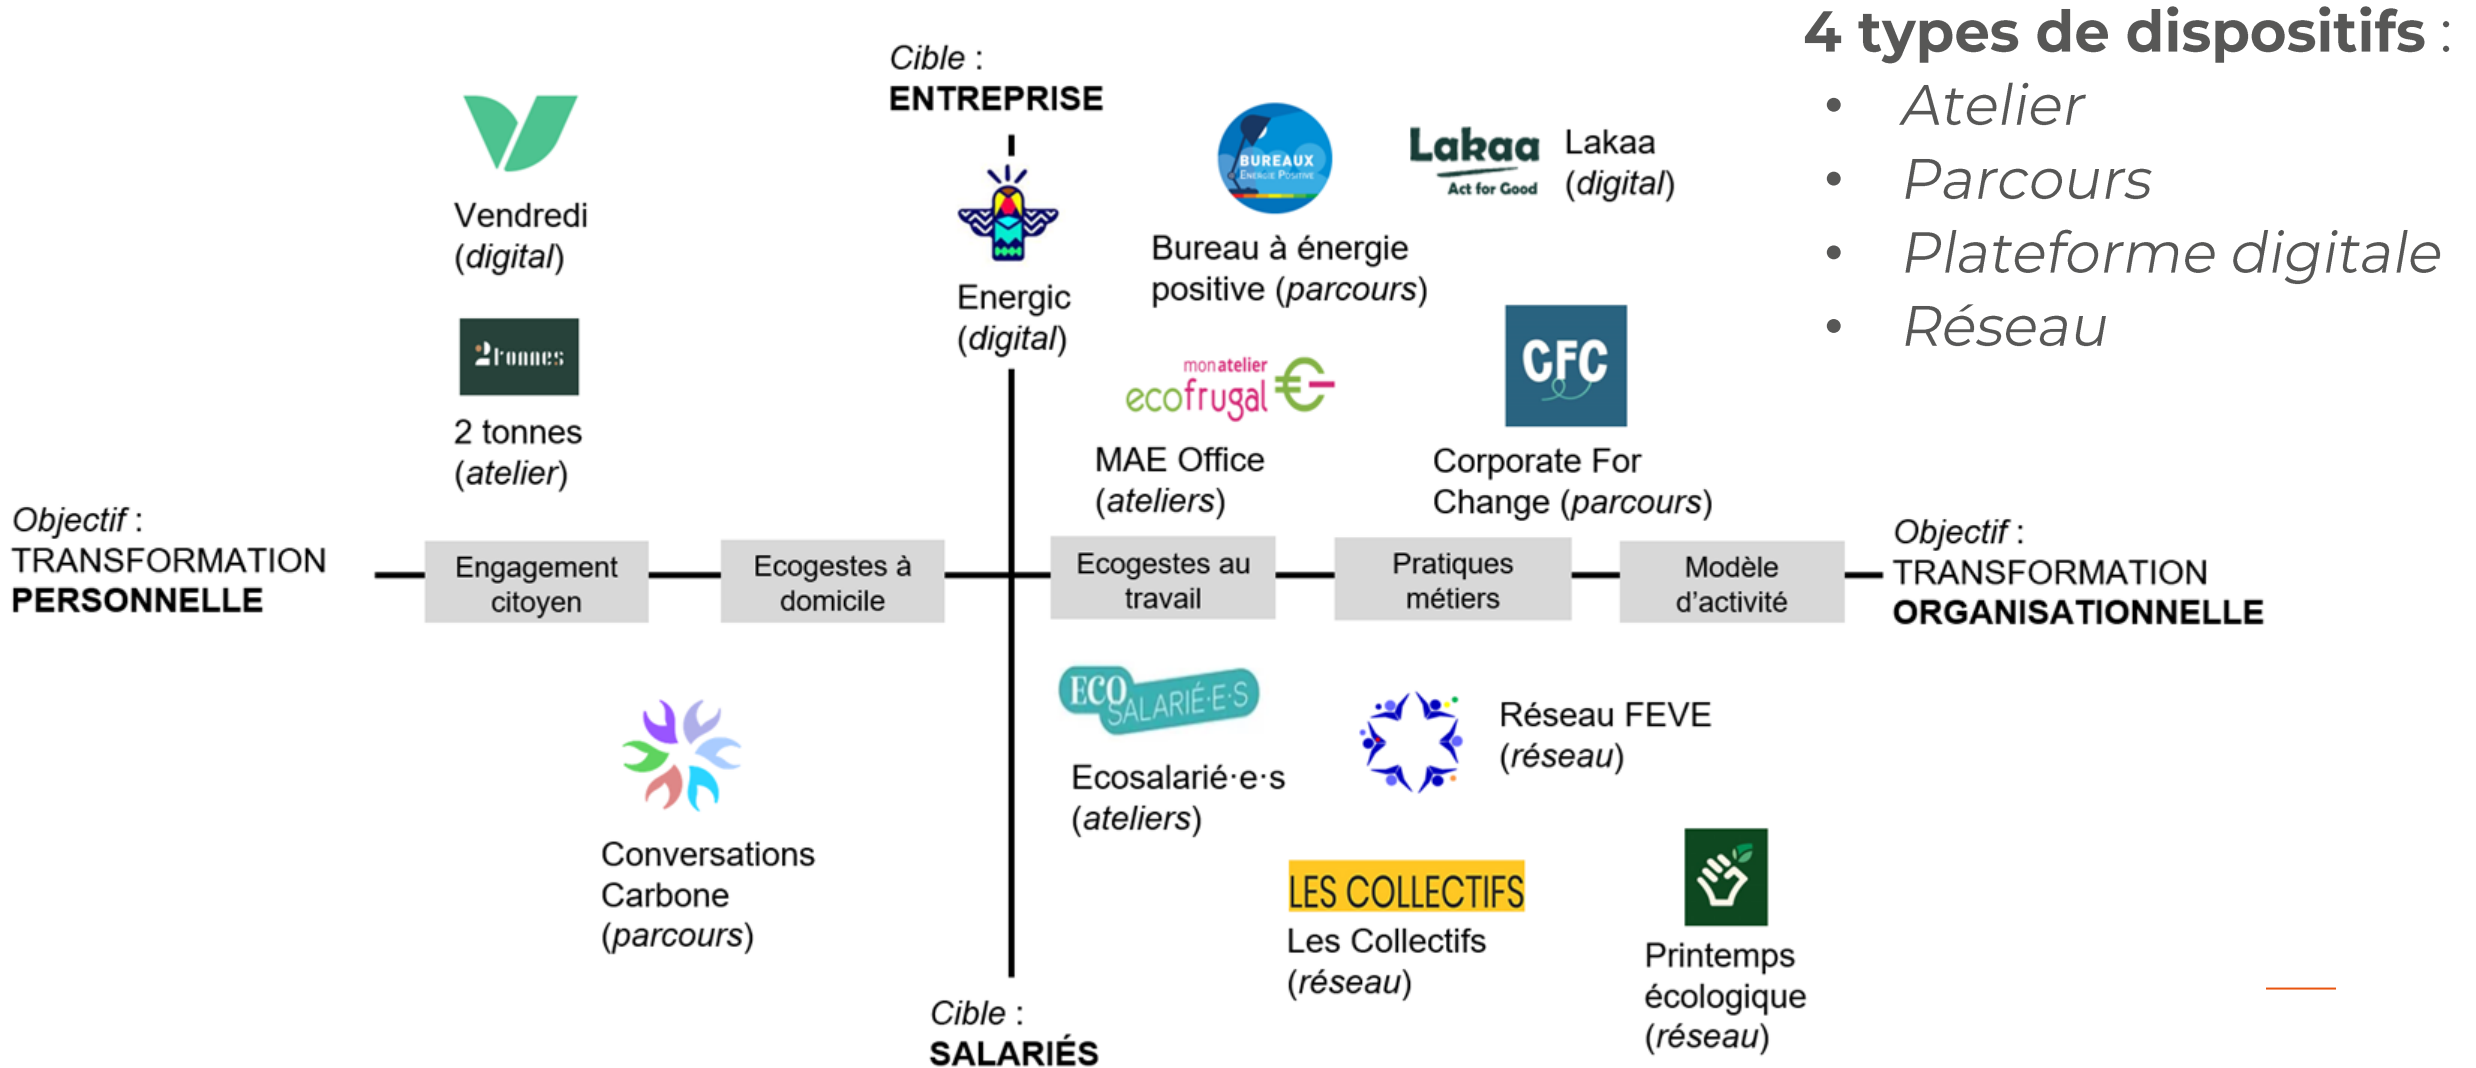 4 types de dispositifs :
• Atelier
• Parcours
• Plateforme digitale
• Réseau
Cible :
ENTREPRISE
Vendredi
(digital)
2tonnes
2 tonnes
(atelier)
Energic
(digital)
BUREAUX
ENERGIE POSITIVE
Bureau à énergie
positive (parcours)
Lakaa
Act for Good
Lakaa
(digital)
mon atelier
ecofrugal
MAE Office
(ateliers)
CFC
Corporate For
Change (parcours)
Objectif :
TRANSFORMATION
PERSONNELLE
Engagement
citoyen
Ecogestes à
domicile
Ecogestes au
travail
Pratiques
métiers
Modèle
d’activité
Objectif :
TRANSFORMATION
ORGANISATIONNELLE
Conversations
Carbone
(parcours)
ECO
SALARIÉ·E·S
Ecosalarié·e·s
(ateliers)
Réseau FEVE
(réseau)
LES COLLECTIFS
Les Collectifs
(réseau)
Printemps
écologique
(réseau)
Cible :
SALARIÉS